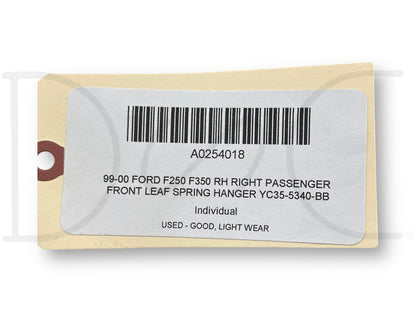 A0254018
99-00 FORD F250 F350 RH RIGHT PASSENGER
FRONT LEAF SPRING HANGER YC35-5340-BB
Individual
USED - GOOD, LIGHT WEAR